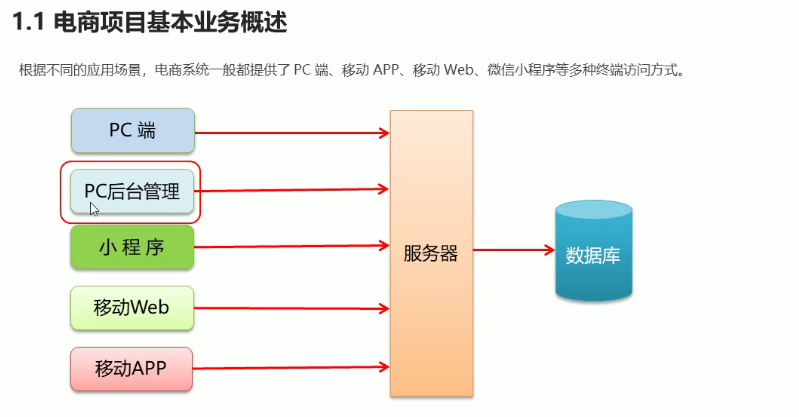 1.1 电商项目基本业务概述
根据不同的应用场景，电商系统一般都提供了 PC 端、移动 APP、移动 Web、微信小程序等多种终端访问方式。
PC 端
PC后台管理
小 程 序
移动Web
移动APP
服务器
数据库